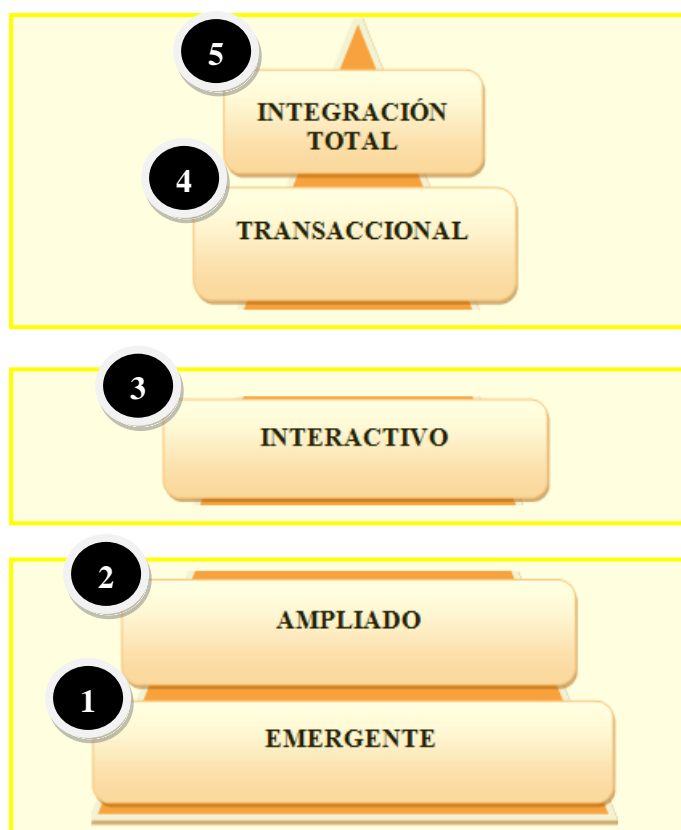 5
INTEGRACIÓN
TOTAL
4
TRANSACCIONAL
3
INTERACTIVO
2
AMPLIADO
1
EMERGENTE